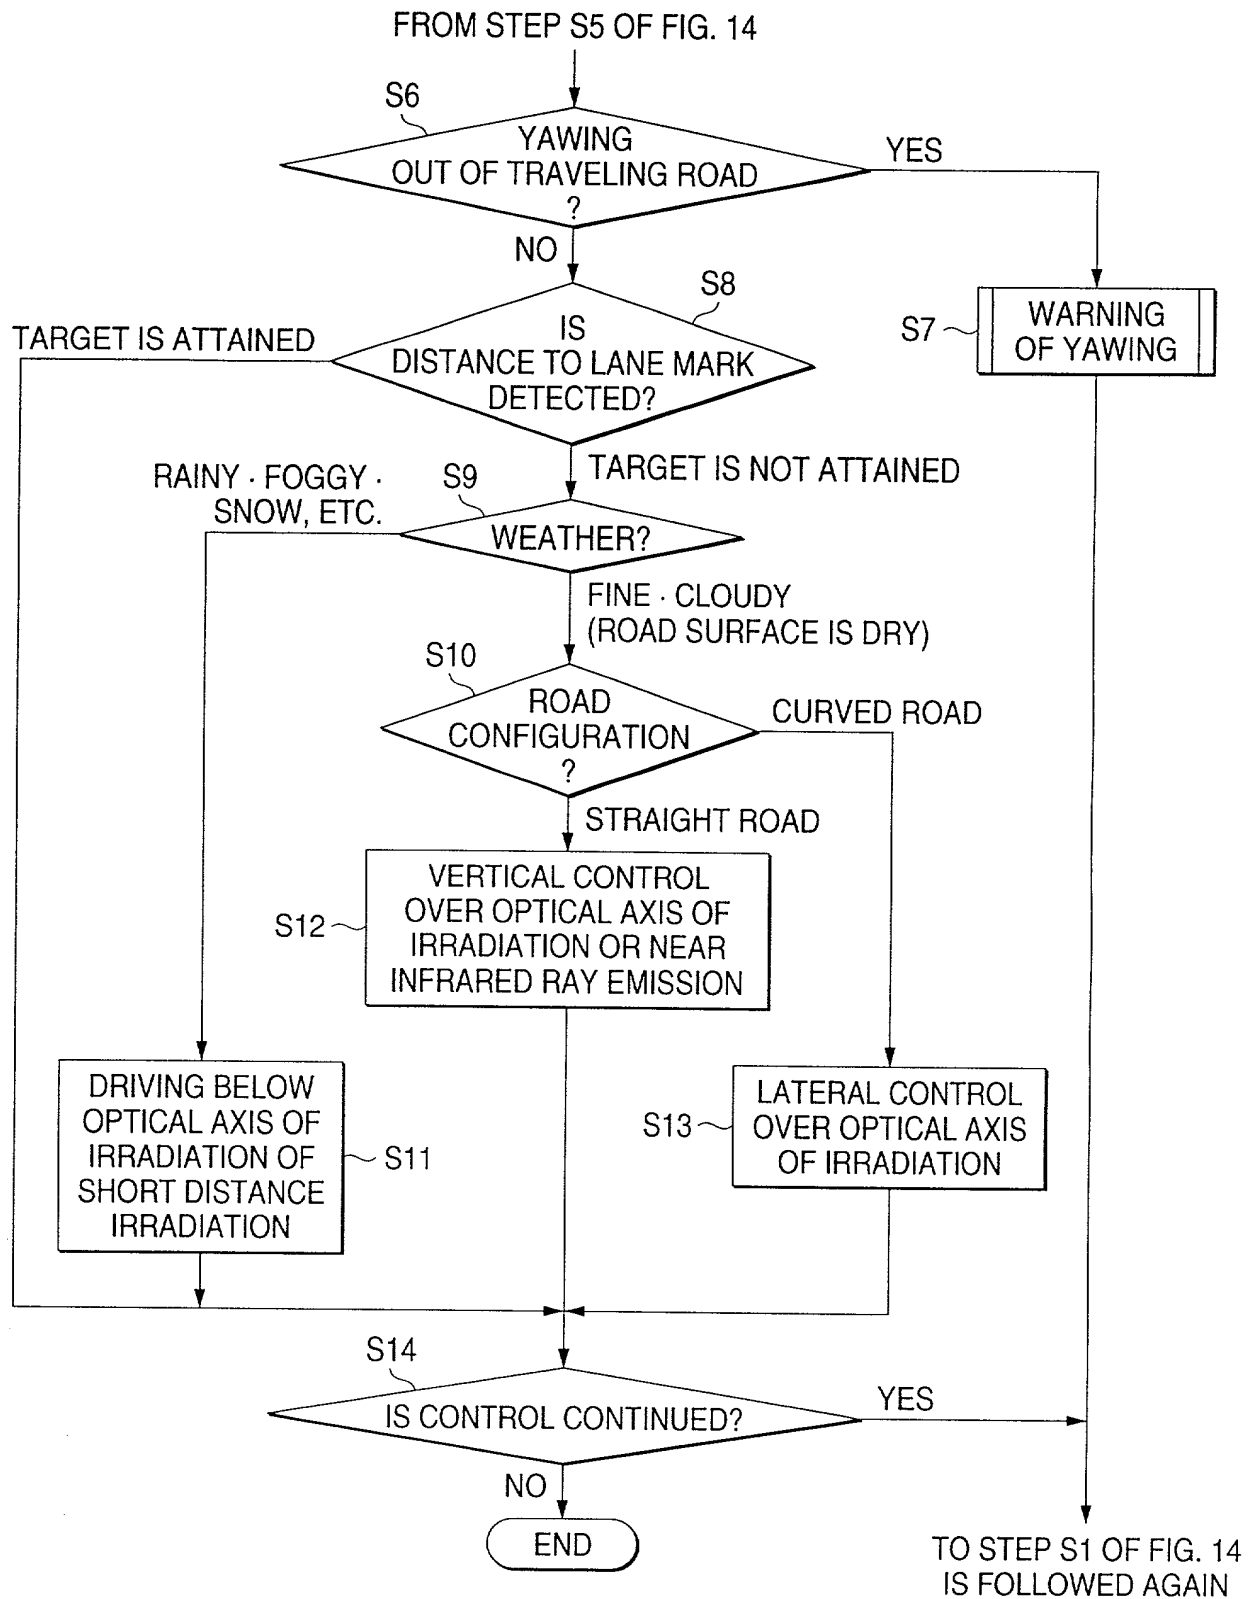 FROM STEP S5 OF FIG. 14
S6
YAWING
OUT OF TRAVELING ROAD
?
YES
NO
S8
IS
DISTANCE TO LANE MARK
DETECTED?
TARGET IS ATTAINED
S7
WARNING
OF YAWING
TARGET IS NOT ATTAINED
RAINY · FOGGY ·
SNOW, ETC.
S9
WEATHER?
FINE · CLOUDY
(ROAD SURFACE IS DRY)
S10
ROAD
CONFIGURATION
?
CURVED ROAD
STRAIGHT ROAD
S12
VERTICAL CONTROL
OVER OPTICAL AXIS OF
IRRADIATION OR NEAR
INFRARED RAY EMISSION
DRIVING BELOW
OPTICAL AXIS OF
IRRADIATION OF
SHORT DISTANCE
IRRADIATION
S11
S13
LATERAL CONTROL
OVER OPTICAL AXIS
OF IRRADIATION
S14
IS CONTROL CONTINUED?
YES
NO
END
TO STEP S1 OF FIG. 14
IS FOLLOWED AGAIN